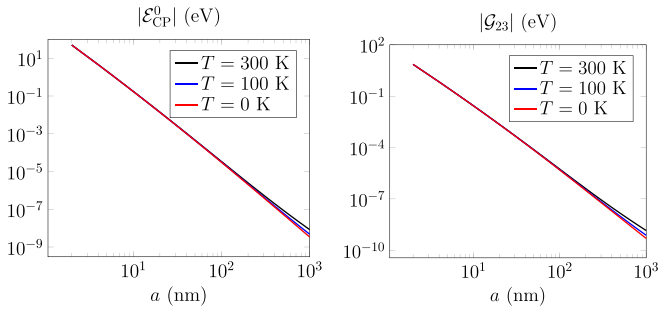 |ℰ⁰_CP| (eV)
10¹
10⁻¹
10⁻³
10⁻⁵
10⁻⁷
10⁻⁹
T = 300 K
T = 100 K
T = 0 K
10¹ 10² 10³
a (nm)
|𝒢₂₃| (eV)
10²
10⁻¹
10⁻⁴
10⁻⁷
10⁻¹⁰
T = 300 K
T = 100 K
T = 0 K
10¹ 10² 10³
a (nm)